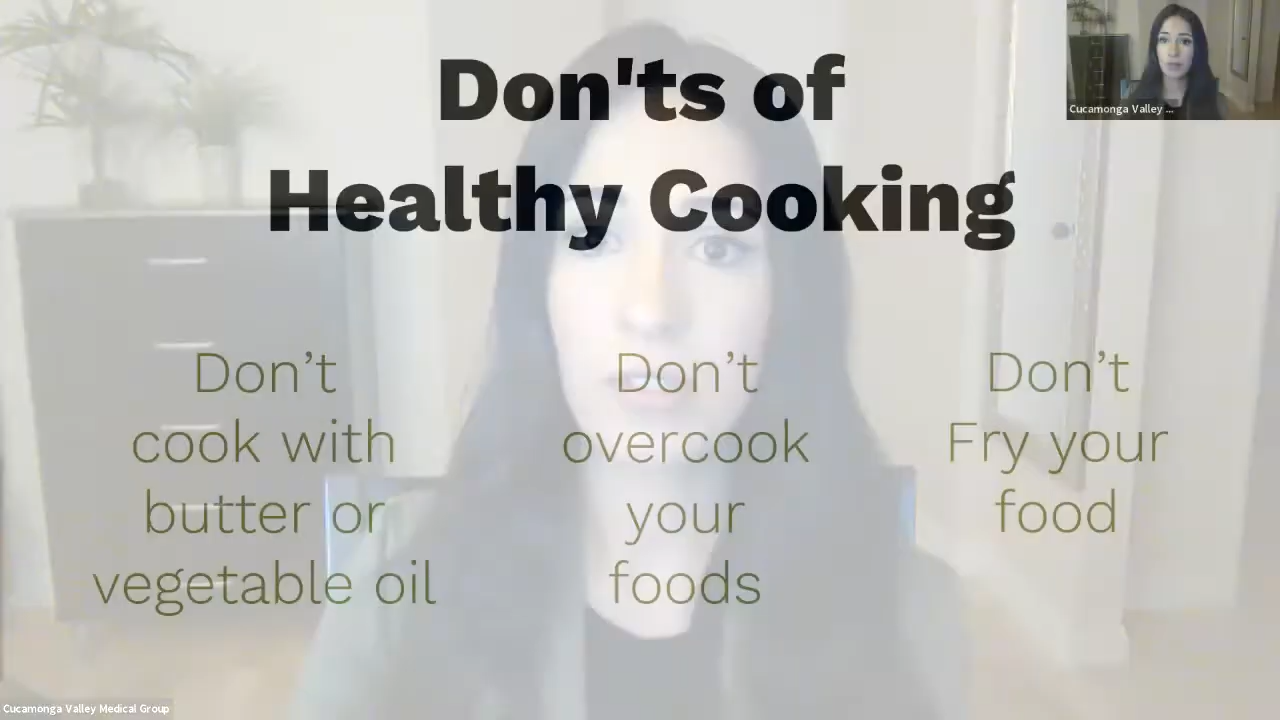 Don'ts of
Healthy Cooking
Cucamonga Valley ...
Don’t
cook with
butter or
vegetable oil
Don’t
overcook
your
foods
Don’t
Fry your
food
Cucamonga Valley Medical Group